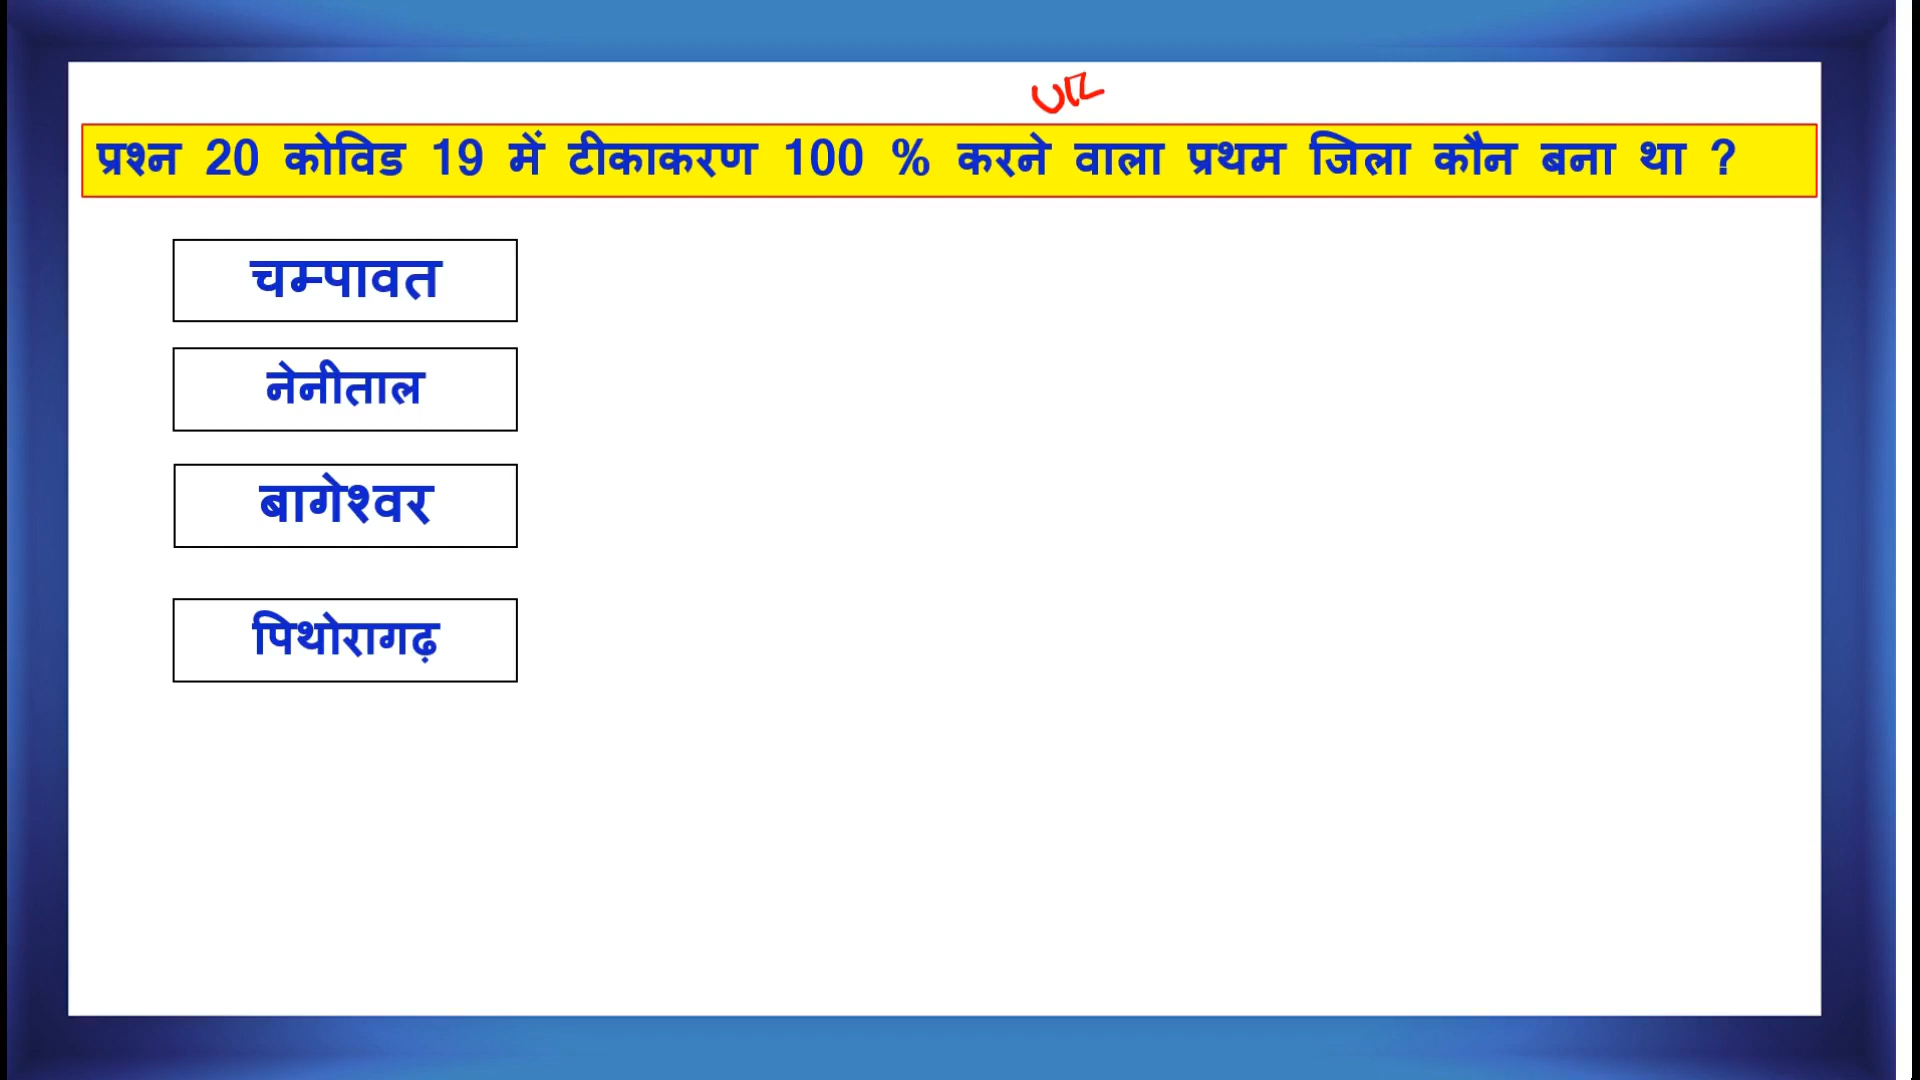 UK
प्रश्न 20 कोविड 19 में टीकाकरण 100 % करने वाला प्रथम जिला कौन बना था ?
चम्पावत
नेनीताल
बागेश्वर
पिथोरागढ़